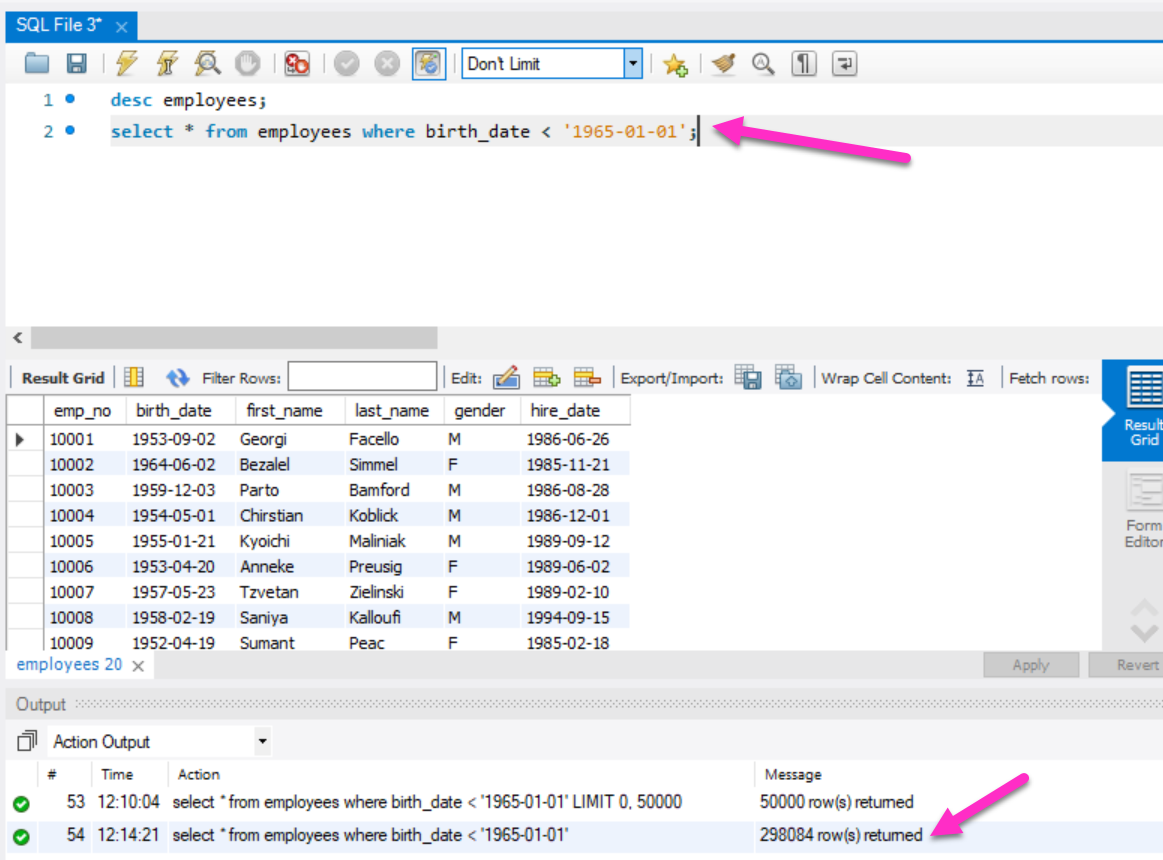 SQL File 3*
Don't Limit
1 desc employees;
2 select * from employees where birth_date < '1965-01-01';
Result Grid Filter Rows: Edit: Export/Import: Wrap Cell Content: Fetch rows:
emp_no birth_date first_name last_name gender hire_date
10001 1953-09-02 Georgi Facello M 1986-06-26
10002 1964-06-02 Bezalel Simmel F 1985-11-21
10003 1959-12-03 Parto Bamford M 1986-08-28
10004 1954-05-01 Chirstian Koblick M 1986-12-01
10005 1955-01-21 Kyoichi Maliniak M 1989-09-12
10006 1953-04-20 Anneke Preusig F 1989-06-02
10007 1957-05-23 Tzvetan Zielinski F 1989-02-10
10008 1958-02-19 Saniya Kalloufi M 1994-09-15
10009 1952-04-19 Sumant Peac F 1985-02-18
Result
Grid
Form
Editor
employees 20
Apply Revert
Output
Action Output
# Time Action Message
53 12:10:04 select * from employees where birth_date < '1965-01-01' LIMIT 0, 50000 50000 row(s) returned
54 12:14:21 select * from employees where birth_date < '1965-01-01' 298084 row(s) returned